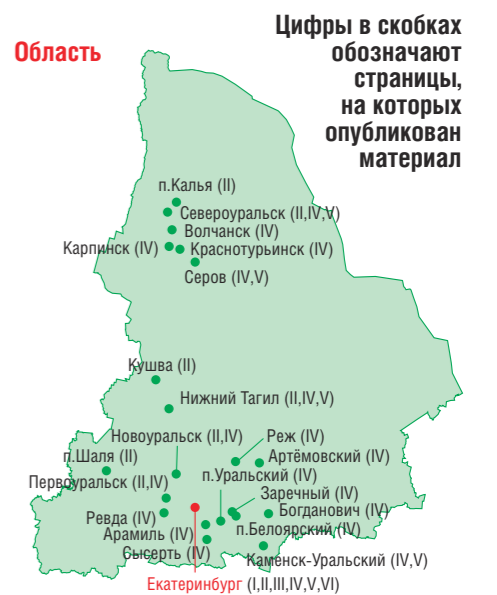 Область
Цифры в скобках
обозначают
страницы,
на которых
опубликован
материал
п.Калья (II)
Североуральск (II,IV,V)
Волчанск (IV)
Карпинск (IV)
Краснотурьинск (IV)
Серов (IV,V)
Кушва (II)
Нижний Тагил (II,IV,V)
Новоуральск (II,IV)
Реж (IV)
п.Шаля (II)
Артёмовский (IV)
п.Уральский (IV)
Первоуральск (II,IV)
Заречный (IV)
Богданович (IV)
Ревда (IV)
п.Белоярский (IV)
Арамиль (IV)
Сысерть (IV)
Каменск-Уральский (IV,V)
Екатеринбург (I,II,III,IV,V,VI)